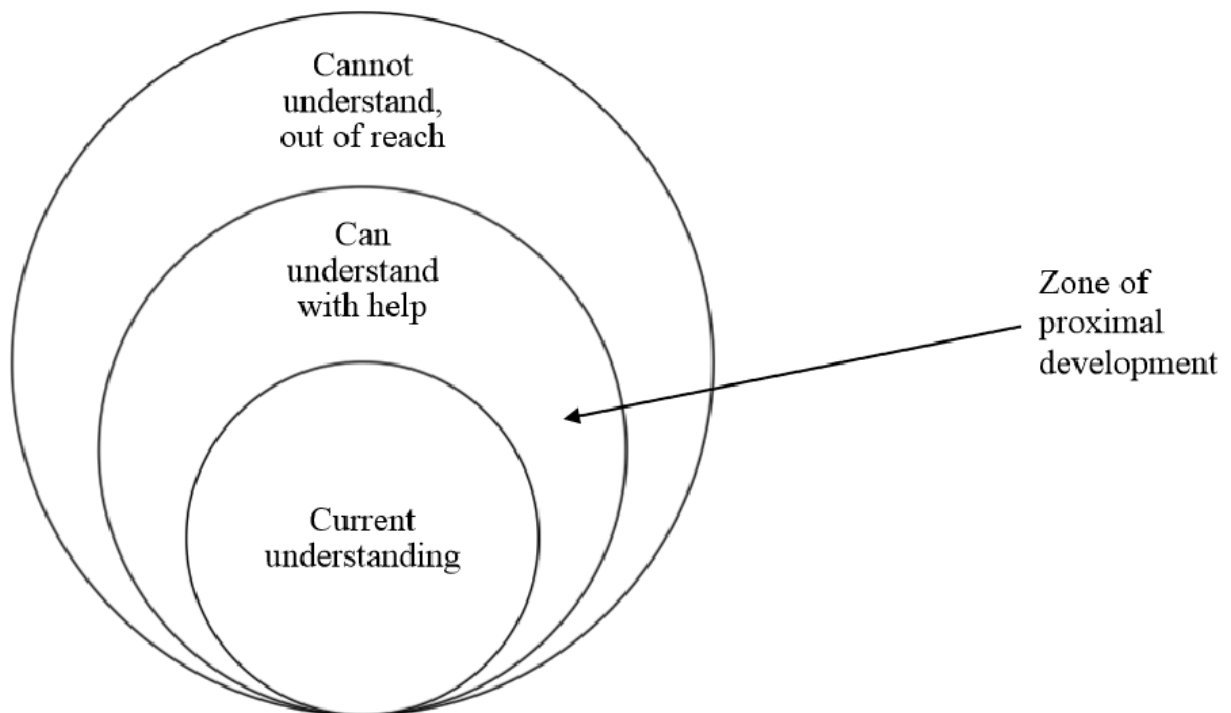 Cannot
understand,
out of reach
Can
understand
with help
Zone of
proximal
development
Current
understanding